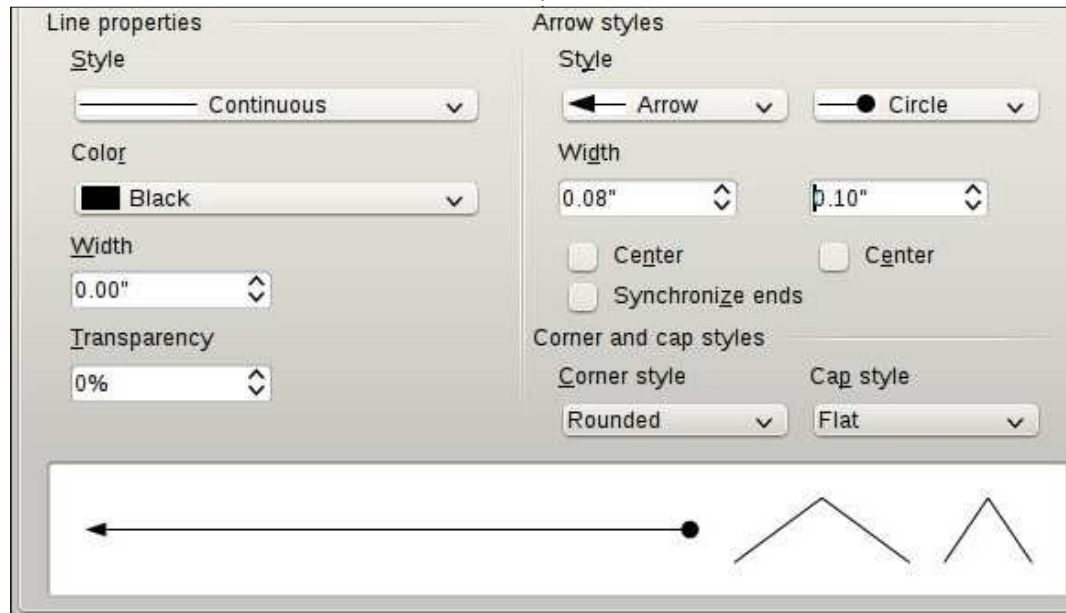 Line properties
Style
Continuous
Color
Black
Width
0.00"
Transparency
0%
Arrow styles
Style
Arrow
Circle
Width
0.08"
0.10"
Center
Center
Synchronize ends
Corner and cap styles
Corner style
Cap style
Rounded
Flat